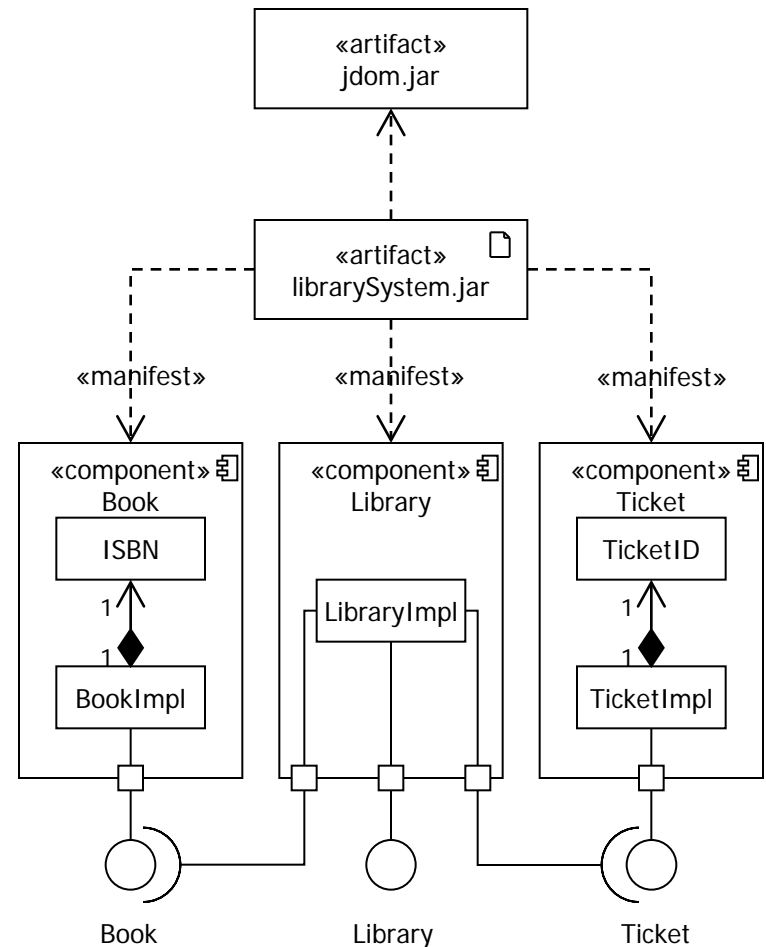 «artifact»
jdom.jar
«artifact»
librarySystem.jar
«manifest» «manifest» «manifest»
«component»
Book
ISBN
1
1
BookImpl
«component»
Library
LibraryImpl
«component»
Ticket
TicketID
1
1
TicketImpl
Book Library Ticket